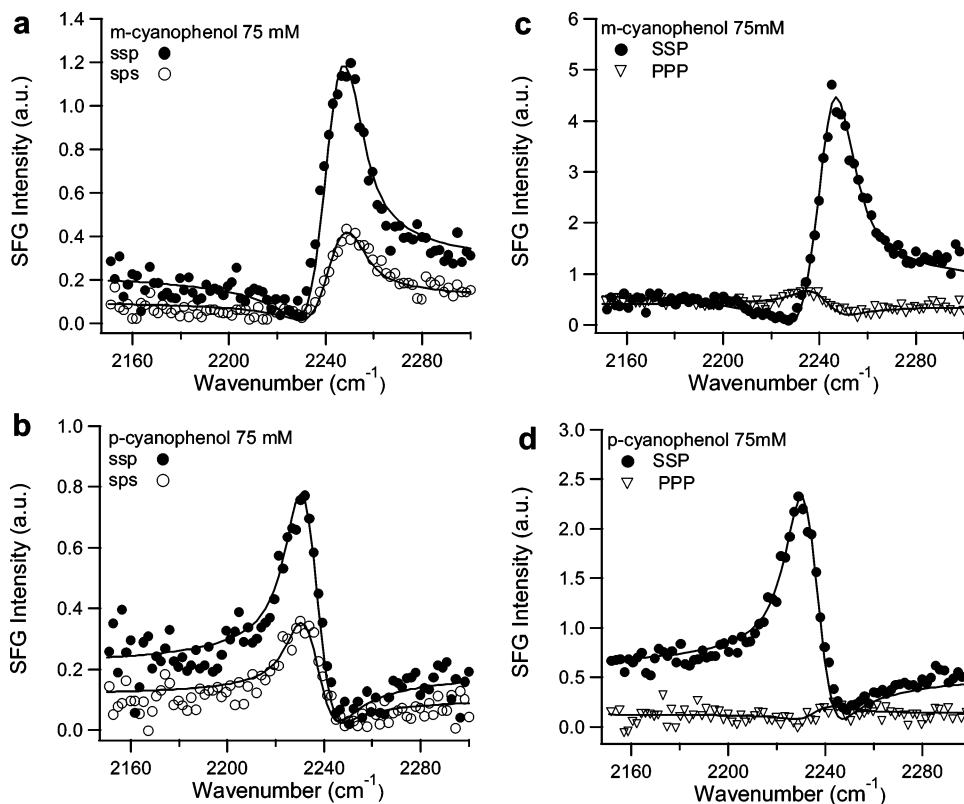 a
m-cyanophenol 75 mM
ssp
sps
SFG Intensity (a.u.)
1.4
1.2
1.0
0.8
0.6
0.4
0.2
0.0
2160
2200
2240
2280
Wavenumber (cm-1)
c
m-cyanophenol 75mM
SSP
PPP
SFG Intensity (a.u.)
6
5
4
3
2
1
0
2160
2200
2240
2280
Wavenumber (cm-1)
b
p-cyanophenol 75 mM
ssp
sps
SFG Intensity (a.u.)
1.0
0.8
0.6
0.4
0.2
0.0
2160
2200
2240
2280
Wavenumber (cm-1)
d
p-cyanophenol 75mM
SSP
PPP
SFG Intensity (a.u.)
3.0
2.5
2.0
1.5
1.0
0.5
0.0
2160
2200
2240
2280
Wavenumber (cm-1)